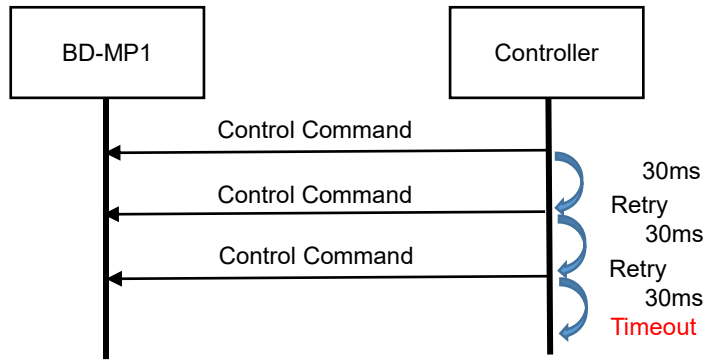 BD-MP1
Controller
Control Command
30ms
Control Command
Retry
30ms
Control Command
Retry
30ms
Timeout